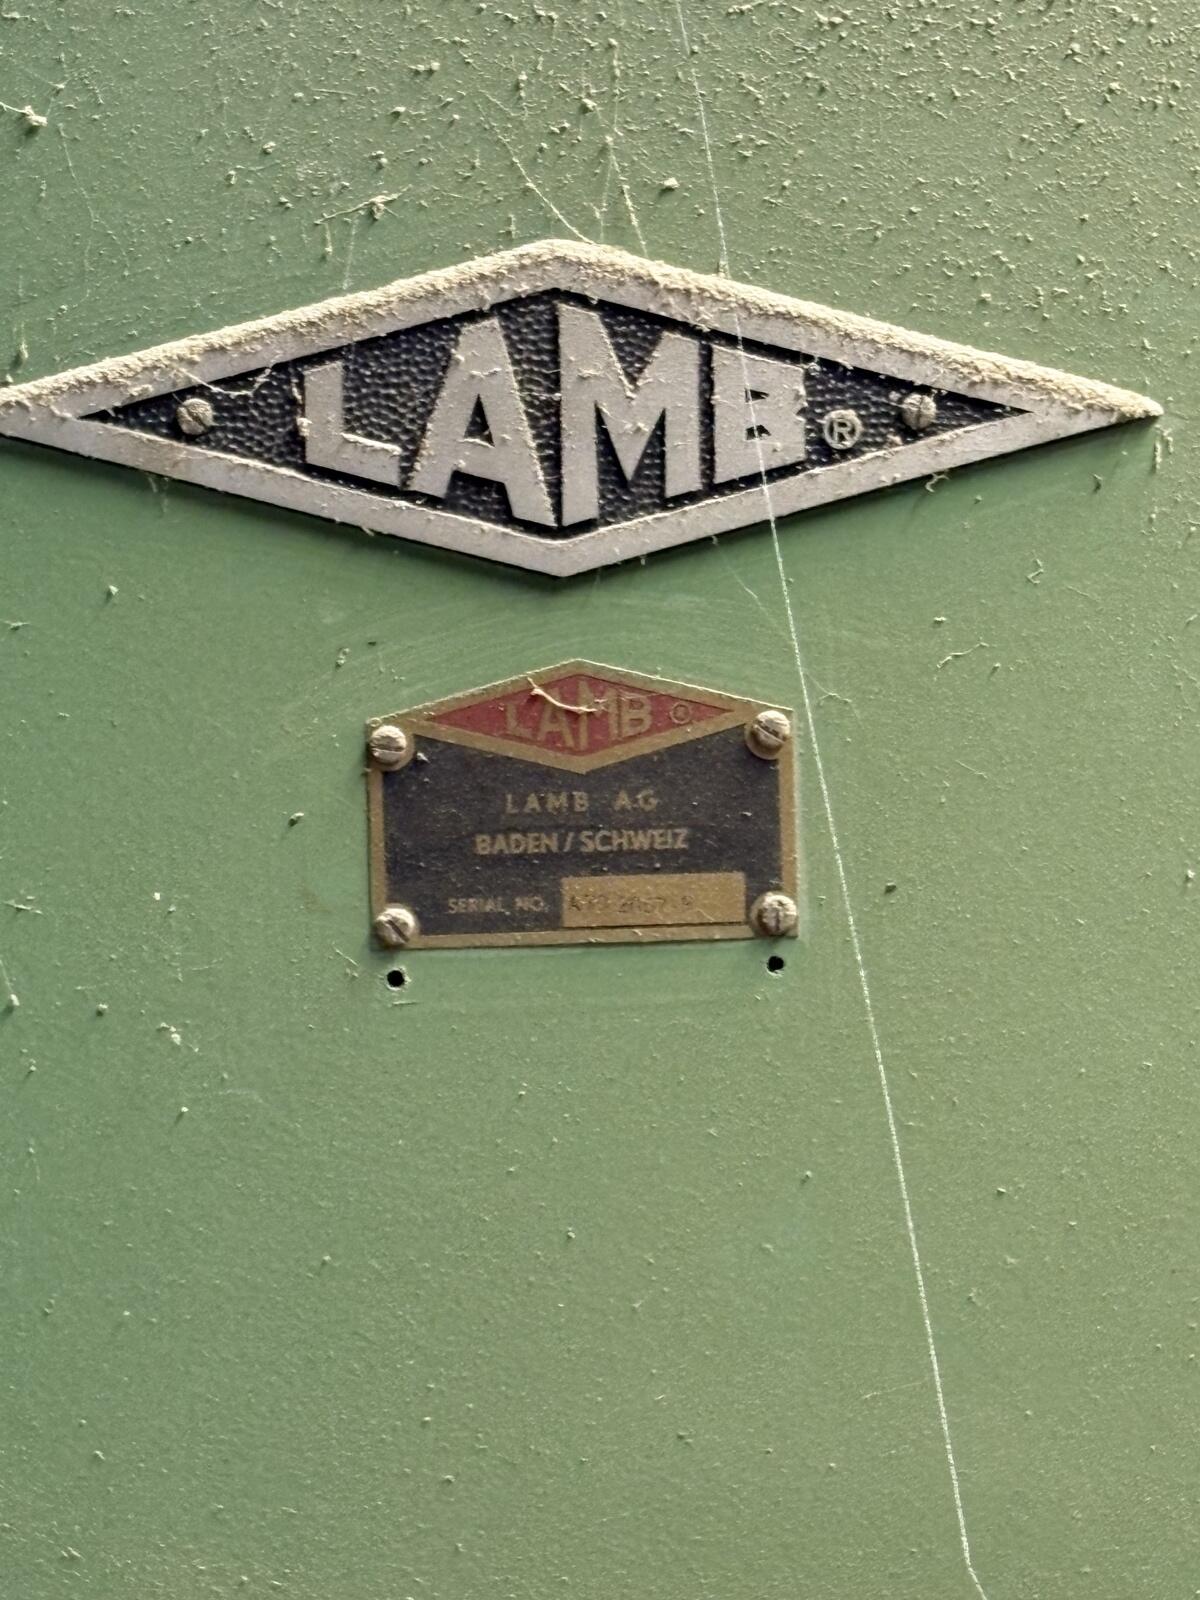 LAMB®
LAMB®
LAMB AG
BADEN / SCHWEIZ
SERIAL NO.